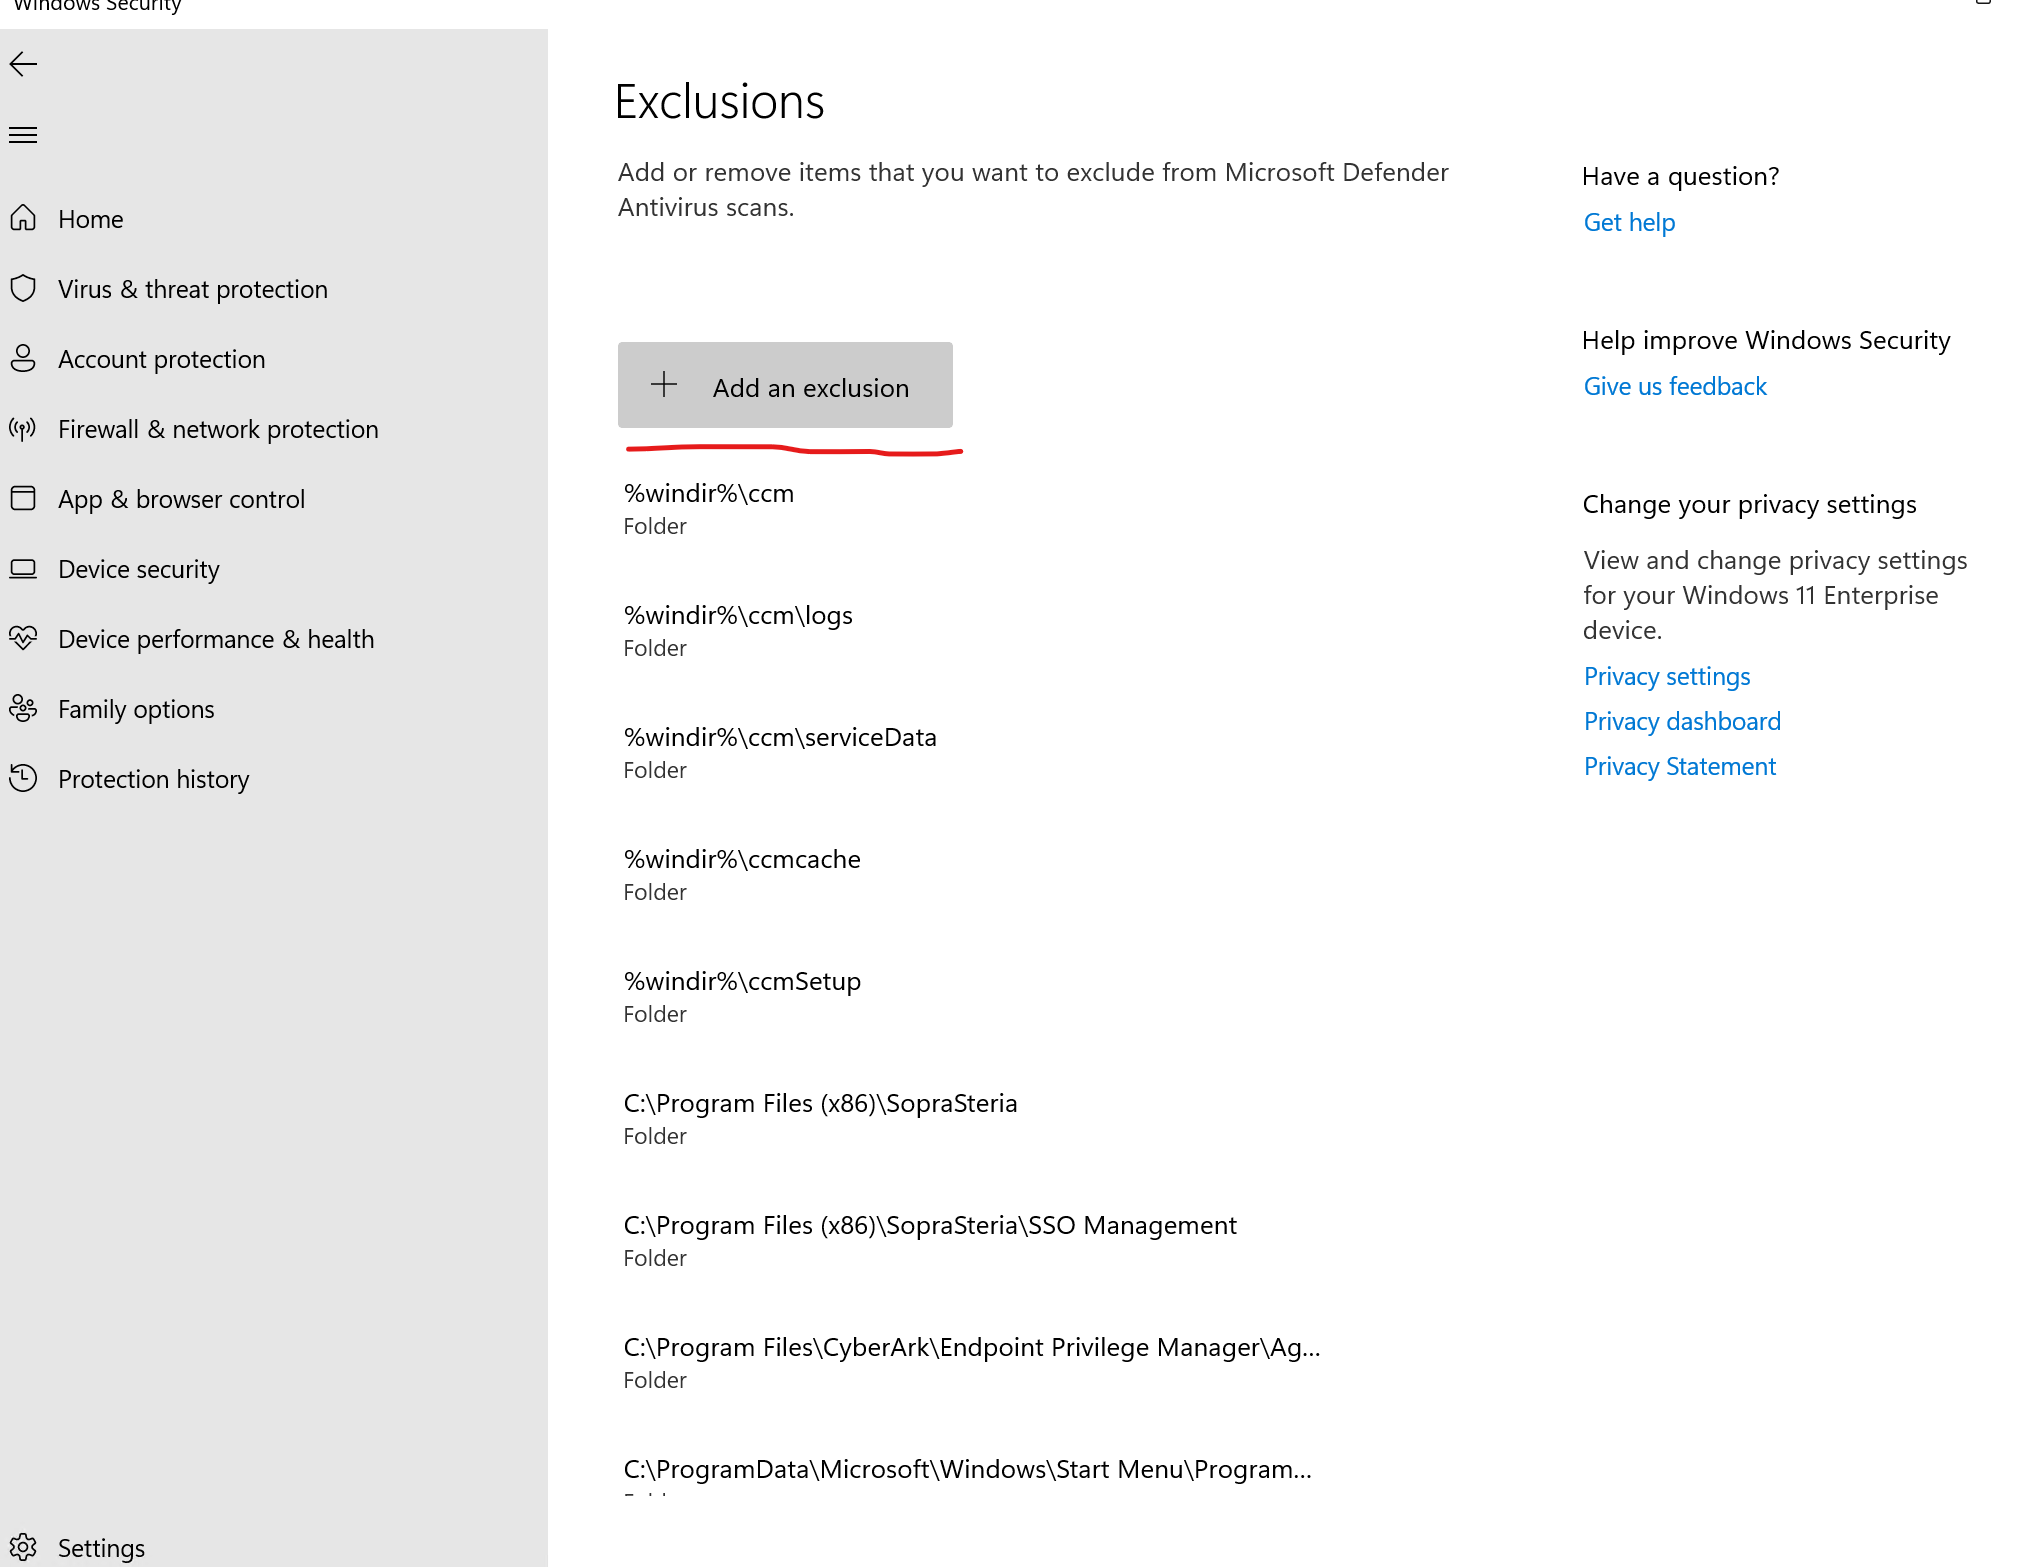 Windows Security
Home
Virus & threat protection
Account protection
Firewall & network protection
App & browser control
Device security
Device performance & health
Family options
Protection history
Settings
Exclusions
Add or remove items that you want to exclude from Microsoft Defender
Antivirus scans.
Add an exclusion
%windir%\ccm
Folder
%windir%\ccm\logs
Folder
%windir%\ccm\serviceData
Folder
%windir%\ccmcache
Folder
%windir%\ccmSetup
Folder
C:\Program Files (x86)\SopraSteria
Folder
C:\Program Files (x86)\SopraSteria\SSO Management
Folder
C:\Program Files\CyberArk\Endpoint Privilege Manager\Ag...
Folder
C:\ProgramData\Microsoft\Windows\Start Menu\Program...
Have a question?
Get help
Help improve Windows Security
Give us feedback
Change your privacy settings
View and change privacy settings
for your Windows 11 Enterprise
device.
Privacy settings
Privacy dashboard
Privacy Statement